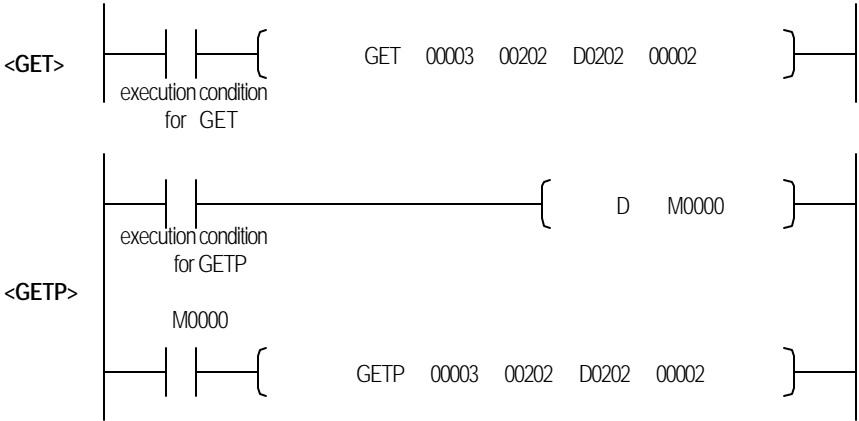 <GET>
GET 00003 00202 D0202 00002
execution condition
for GET
D M0000
execution condition
for GETP
<GETP>
M0000
GETP 00003 00202 D0202 00002